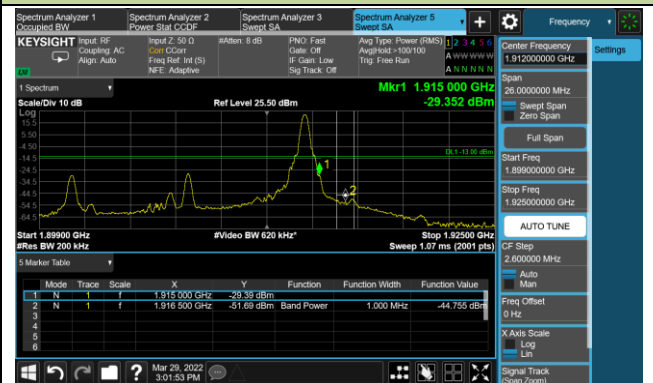 Spectrum Analyzer 1
Occupied BW
Spectrum Analyzer 2
Power Stat CCDF
Spectrum Analyzer 3
Swept SA
Spectrum Analyzer 5
Swept SA
+
Frequency
KEYSIGHT
Input: RF
Coupling: AC
Align: Auto
Input Z: 50 Ω
Corr CCorr
Freq Ref: Int (S)
NFE: Adaptive
#Atten: 8 dB
PNO: Fast
Gate: Off
IF Gain: Low
Sig Track: Off
Avg Type: Power (RMS)
Avg|Hold:>100/100
Trig: Free Run
1 2 3 4 5 6
A W W W W W
A N N N N N
1 Spectrum
Scale/Div 10 dB
Ref Level 25.50 dBm
Mkr1 1.915 000 GHz
-29.352 dBm
Log
15.5
5.50
-4.50
-14.5
-24.5
-34.5
-44.5
-54.5
-64.5
DL1 -13.00 dBm
1
2
Start 1.89900 GHz
#Res BW 200 kHz
#Video BW 620 kHz*
Stop 1.92500 GHz
Sweep 1.07 ms (2001 pts)
5 Marker Table
Mode Trace Scale X Y Function Function Width Function Value
1 N 1 f 1.915 000 GHz -29.39 dBm
2 N 1 f 1.916 500 GHz -51.69 dBm Band Power 1.000 MHz -44.755 dBm
3
4
5
6
Mar 29, 2022
3:01:53 PM
Center Frequency
1.912000000 GHz
Settings
Span
26.0000000 MHz
Swept Span
Zero Span
Full Span
Start Freq
1.899000000 GHz
Stop Freq
1.925000000 GHz
AUTO TUNE
CF Step
2.600000 MHz
Auto
Man
Freq Offset
0 Hz
X Axis Scale
Log
Lin
Signal Track
(Span Zoom)